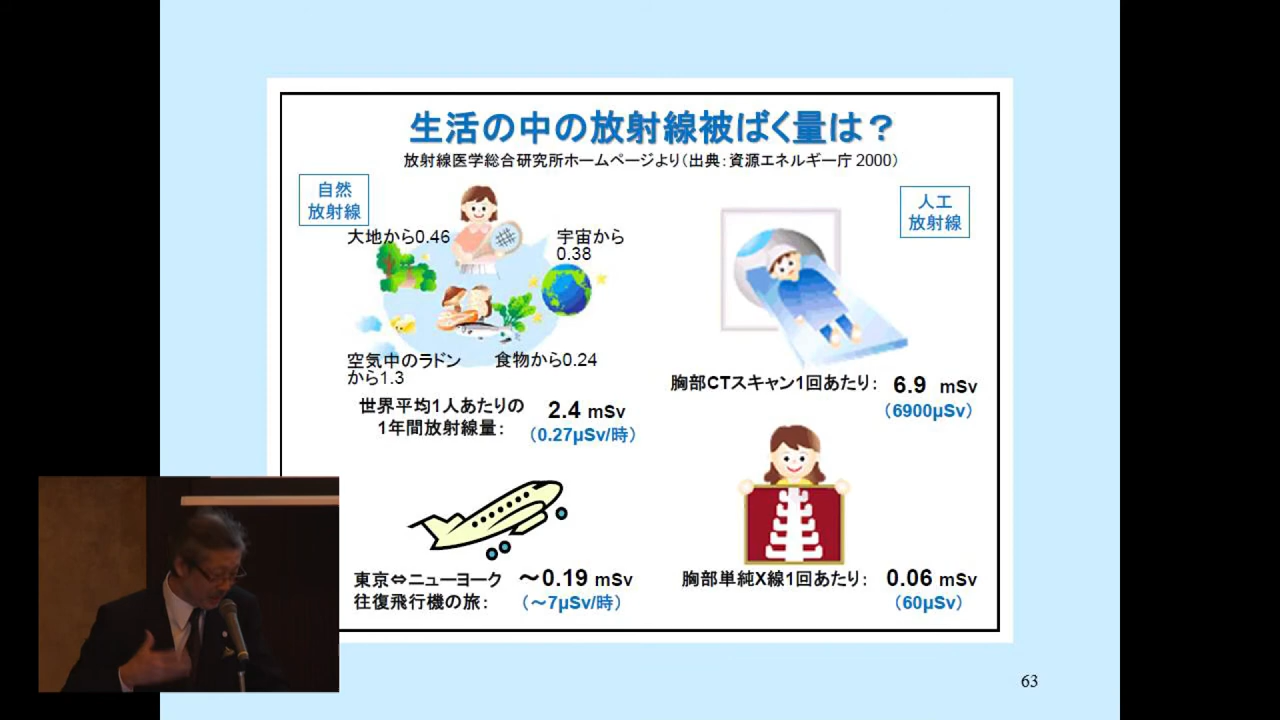 生活の中の放射線被ばく量は？
放射線医学総合研究所ホームページより（出典：資源エネルギー庁 2000）
自然
放射線
大地から0.46
宇宙から
0.38
空気中のラドン
から1.3
食物から0.24
世界平均1人あたりの
1年間放射線量：
2.4 mSv
（0.27μSv/時）
東京⇔ニューヨーク
往復飛行機の旅：
～0.19 mSv
（～7μSv/時）
人工
放射線
胸部CTスキャン1回あたり： 6.9 mSv
（6900μSv）
胸部単純X線1回あたり： 0.06 mSv
（60μSv）
63